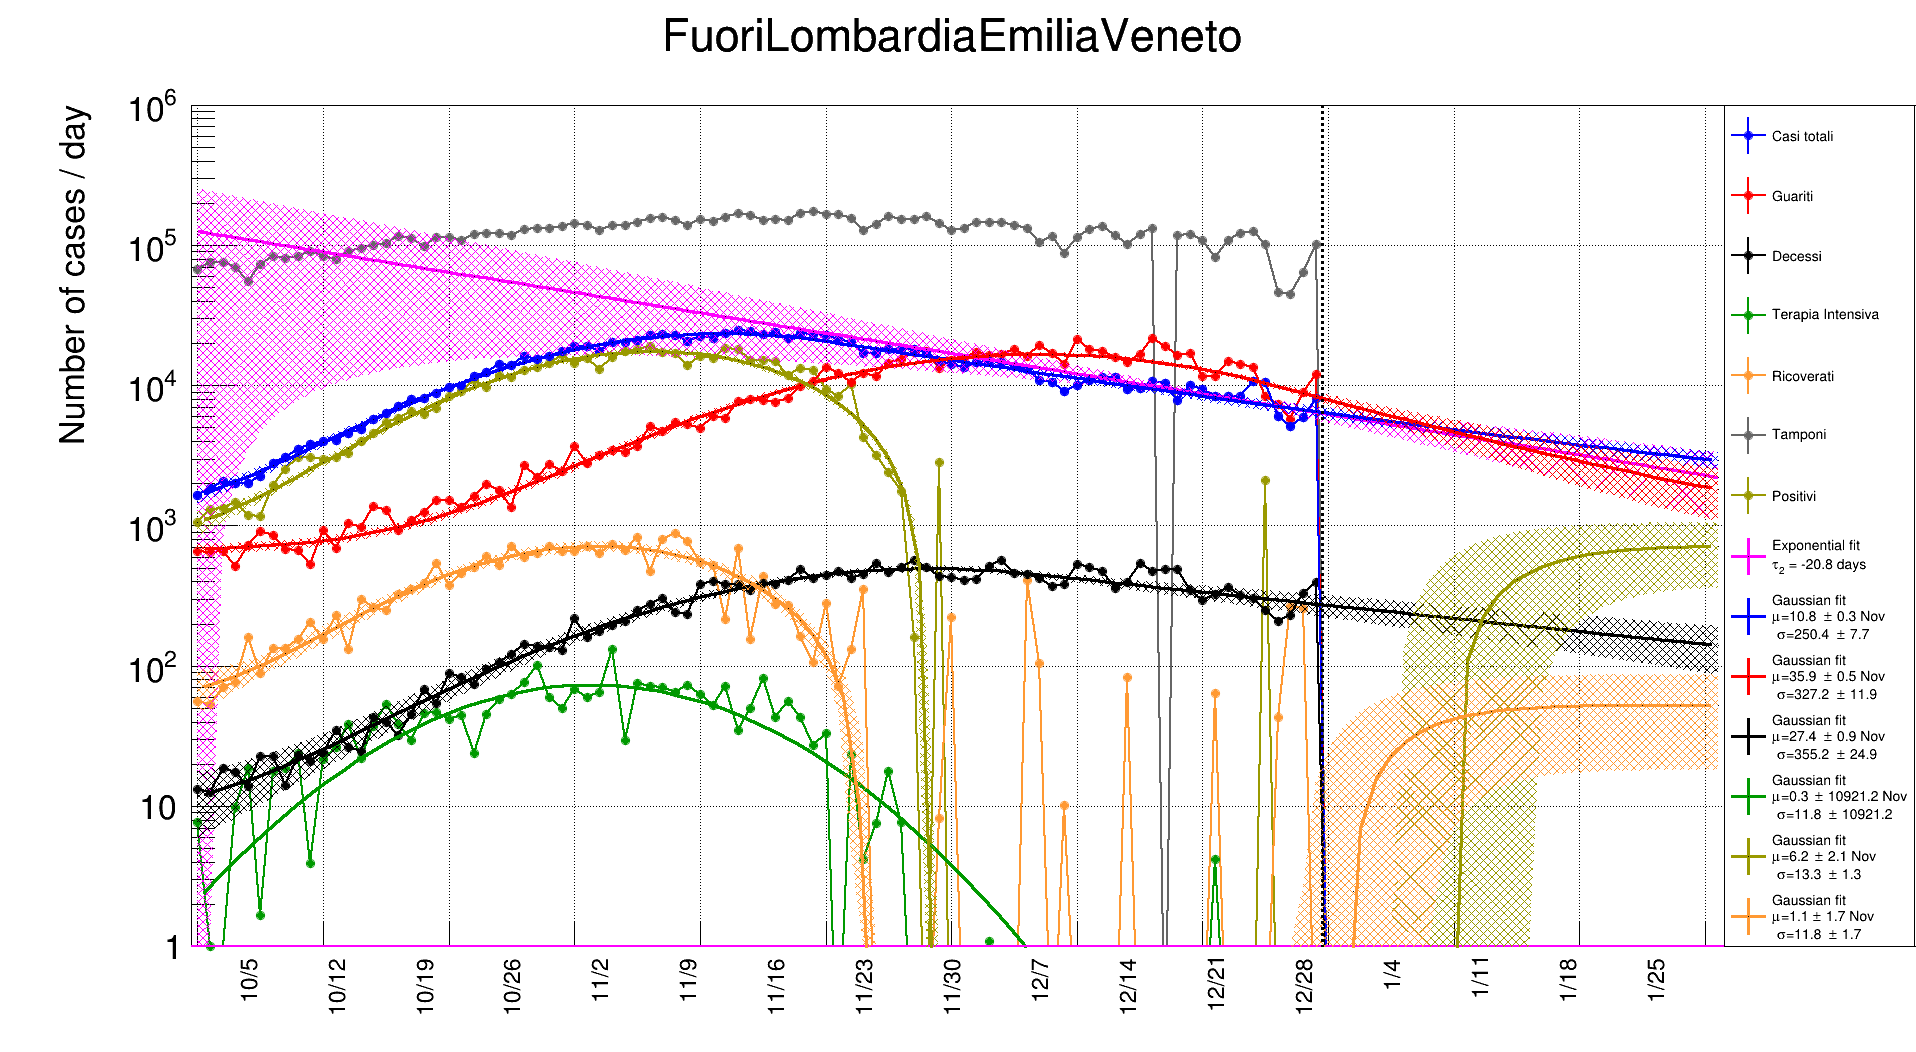 FuoriLombardiaEmiliaVeneto
Number of cases / day
10^6
10^5
10^4
10^3
10^2
10
1
10/5
10/12
10/19
10/26
11/2
11/9
11/16
11/23
11/30
12/7
12/14
12/21
12/28
1/4
1/11
1/18
1/25
Casi totali
Guariti
Decessi
Terapia Intensiva
Ricoverati
Tamponi
Positivi
Exponential fit
τ₂ = -20.8 days
Gaussian fit
μ=10.8 ± 0.3 Nov
σ=250.4 ± 7.7
Gaussian fit
μ=35.9 ± 0.5 Nov
σ=327.2 ± 11.9
Gaussian fit
μ=27.4 ± 0.9 Nov
σ=355.2 ± 24.9
Gaussian fit
μ=0.3 ± 10921.2 Nov
σ=11.8 ± 10921.2
Gaussian fit
μ=6.2 ± 2.1 Nov
σ=13.3 ± 1.3
Gaussian fit
μ=1.1 ± 1.7 Nov
σ=11.8 ± 1.7